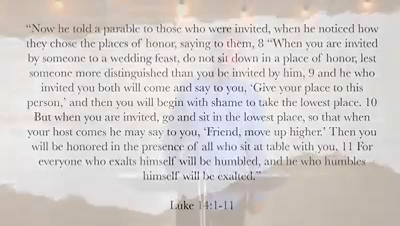 “Now he told a parable to those who were invited, when he noticed how
they chose the places of honor, saying to them, 8 “When you are invited
by someone to a wedding feast, do not sit down in a place of honor, lest
someone more distinguished than you be invited by him, 9 and he who
invited you both will come and say to you, ‘Give your place to this
person,’ and then you will begin with shame to take the lowest place. 10
But when you are invited, go and sit in the lowest place, so that when
your host comes he may say to you, ‘Friend, move up higher.’ Then you
will be honored in the presence of all who sit at table with you. 11 For
everyone who exalts himself will be humbled, and he who humbles
himself will be exalted.”
Luke 14:1-11